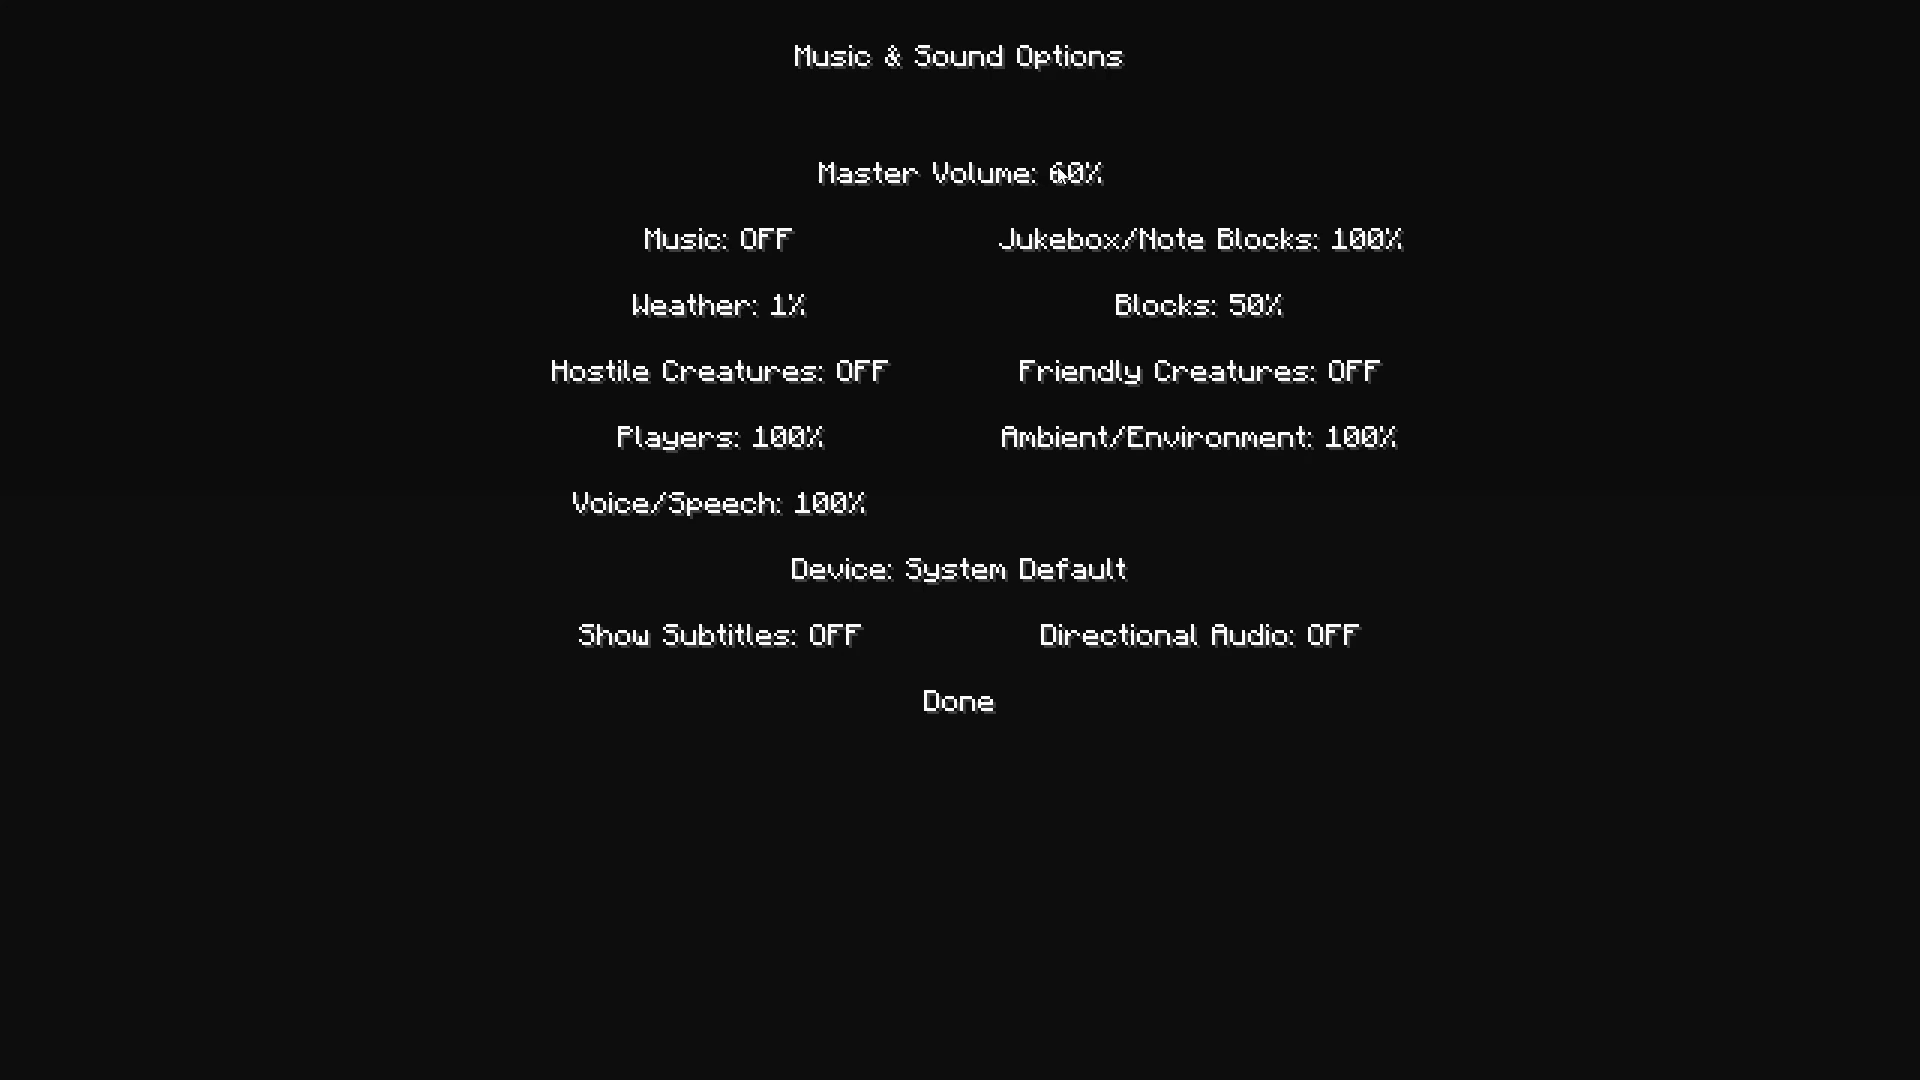 Music & Sound Options
Master Volume: 60%
Music: OFF
Jukebox/Note Blocks: 100%
Weather: 1%
Blocks: 50%
Hostile Creatures: OFF
Friendly Creatures: OFF
Players: 100%
Ambient/Environment: 100%
Voice/Speech: 100%
Device: System Default
Show Subtitles: OFF
Directional Audio: OFF
Done